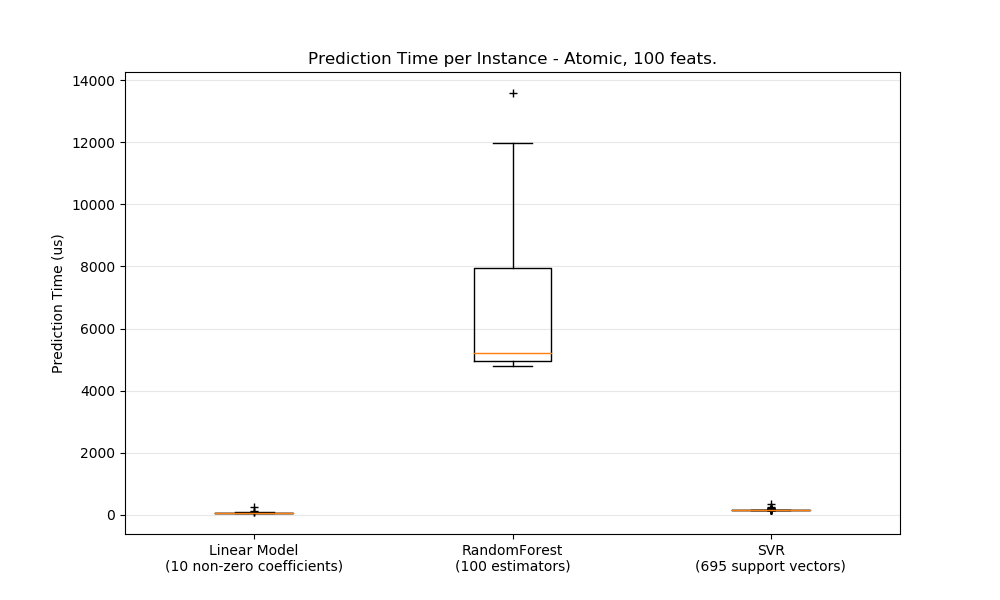 Prediction Time per Instance - Atomic, 100 feats.
Prediction Time (us)
14000
12000
10000
8000
6000
4000
2000
0
Linear Model
(10 non-zero coefficients)
RandomForest
(100 estimators)
SVR
(695 support vectors)